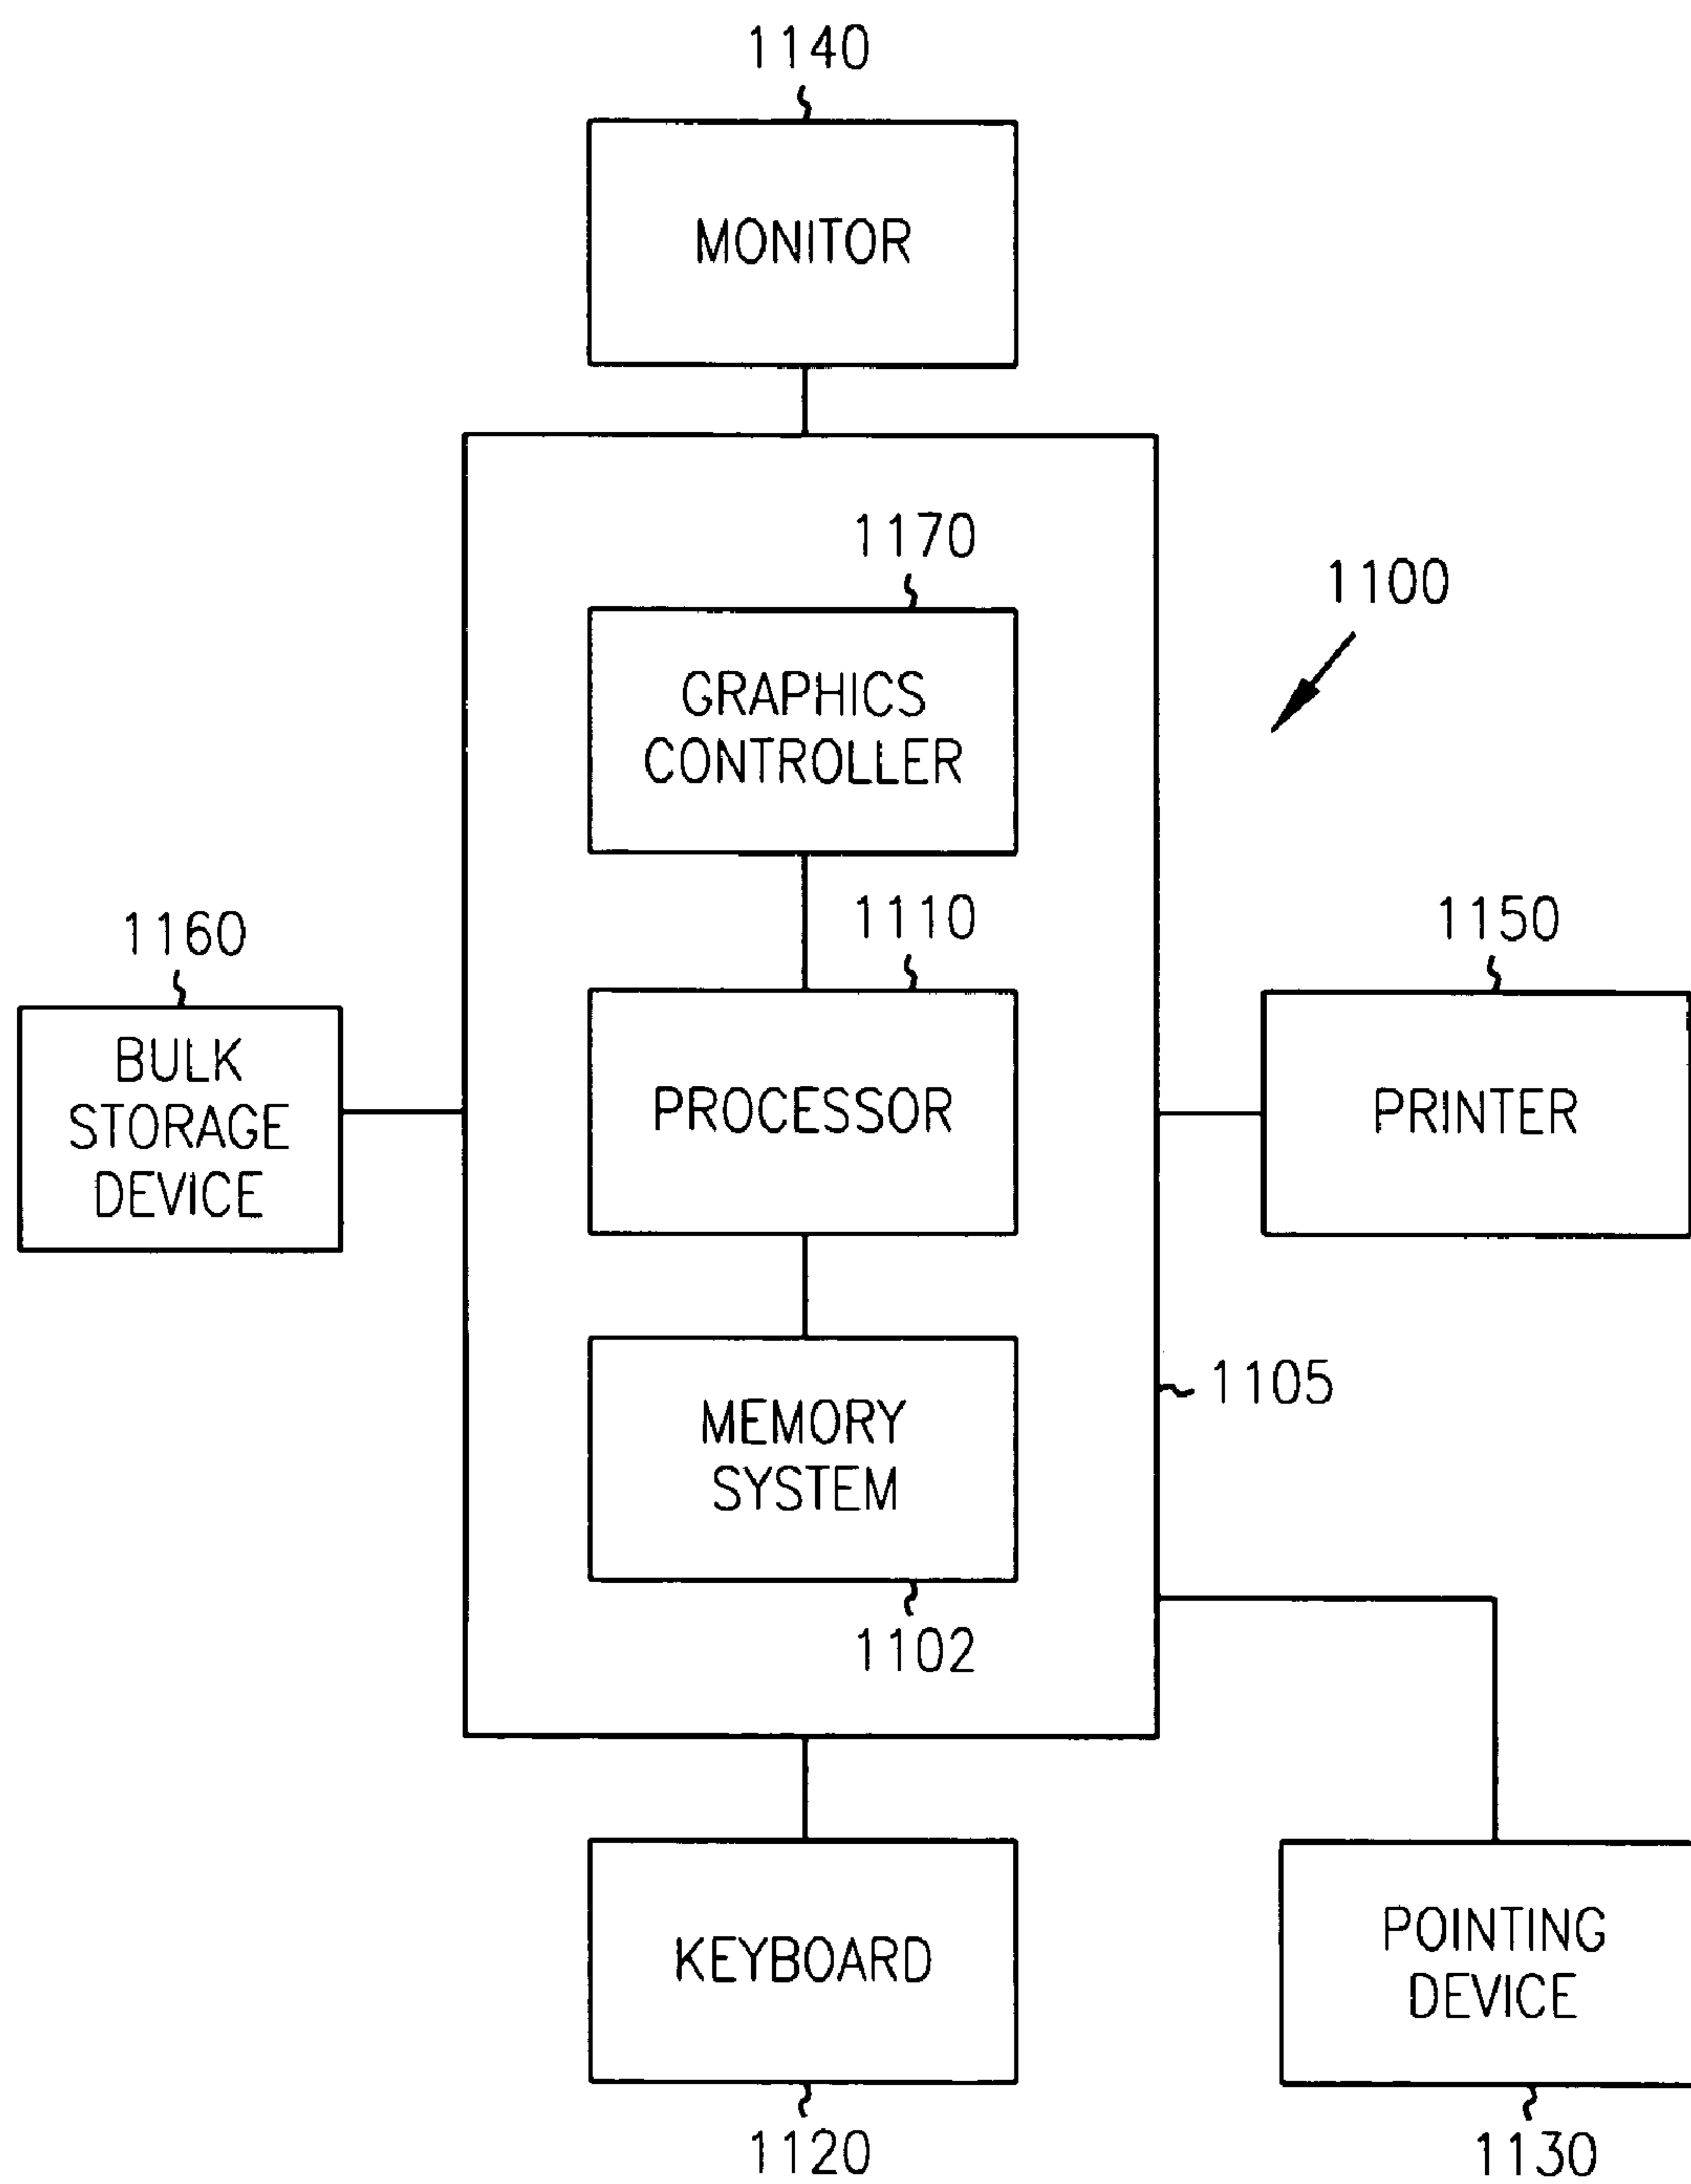 1140
MONITOR
1170
1100
GRAPHICS
CONTROLLER
1160
1110
1150
BULK
STORAGE
DEVICE
PROCESSOR
PRINTER
1105
MEMORY
SYSTEM
1102
KEYBOARD
POINTING
DEVICE
1120
1130